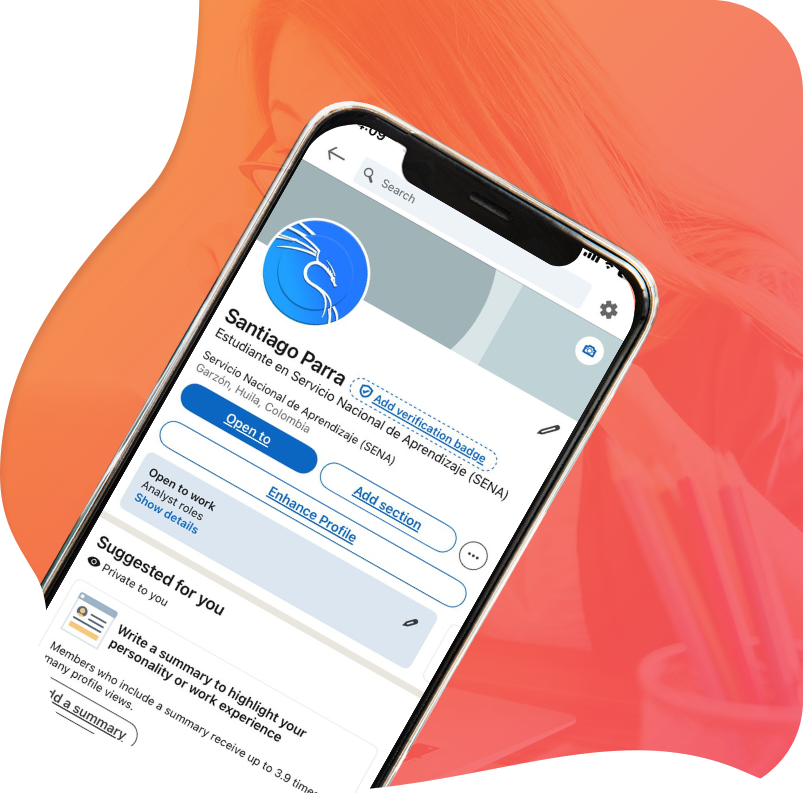 4:09
Search
Santiago Parra
Add verification badge
Estudiante en Servicio Nacional de Aprendizaje (SENA)
Servicio Nacional de Aprendizaje (SENA)
Garzón, Huila, Colombia
Open to
Add section
Enhance Profile
Open to work
Analyst roles
Show details
Suggested for you
Private to you
Write a summary to highlight your
personality or work experience
Members who include a summary receive up to 3.9 times
many profile views.
a summary